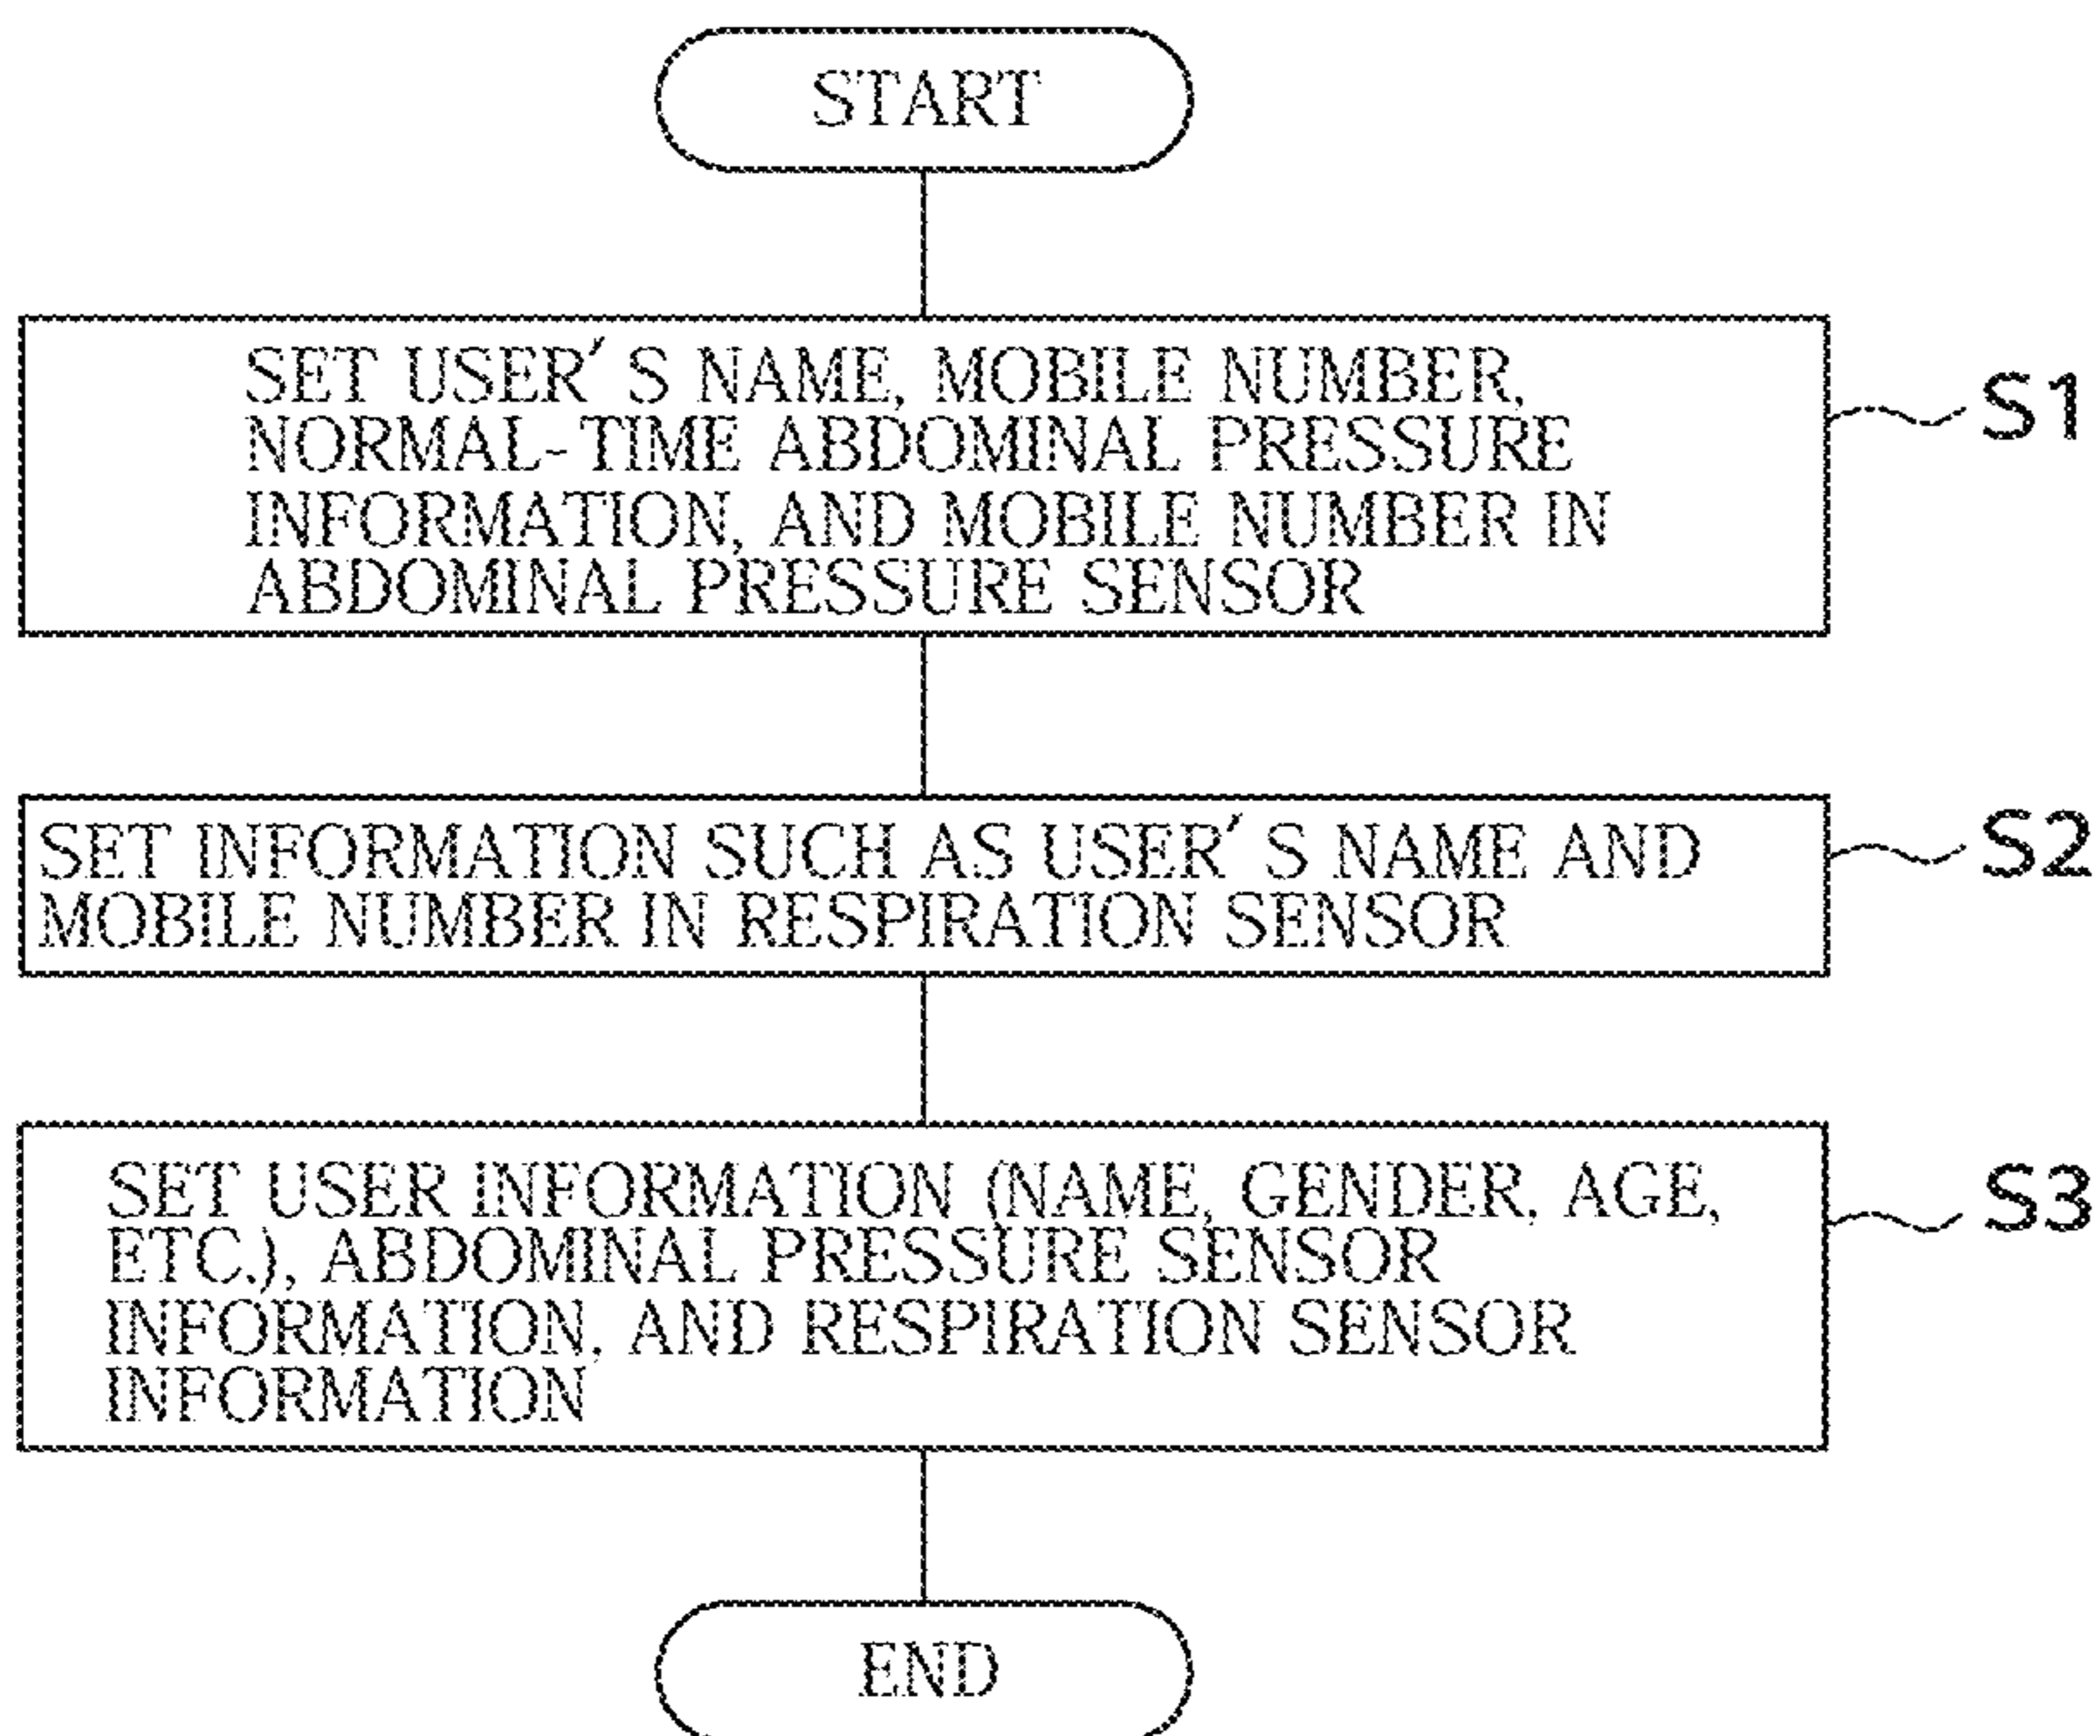 START
SET USER' S NAME, MOBILE NUMBER,
NORMAL-TIME ABDOMINAL PRESSURE
INFORMATION, AND MOBILE NUMBER IN
ABDOMINAL PRESSURE SENSOR
S1
SET INFORMATION SUCH AS USER' S NAME AND
MOBILE NUMBER IN RESPIRATION SENSOR
S2
SET USER INFORMATION (NAME, GENDER, AGE,
ETC.), ABDOMINAL PRESSURE SENSOR
INFORMATION, AND RESPIRATION SENSOR
INFORMATION
S3
END